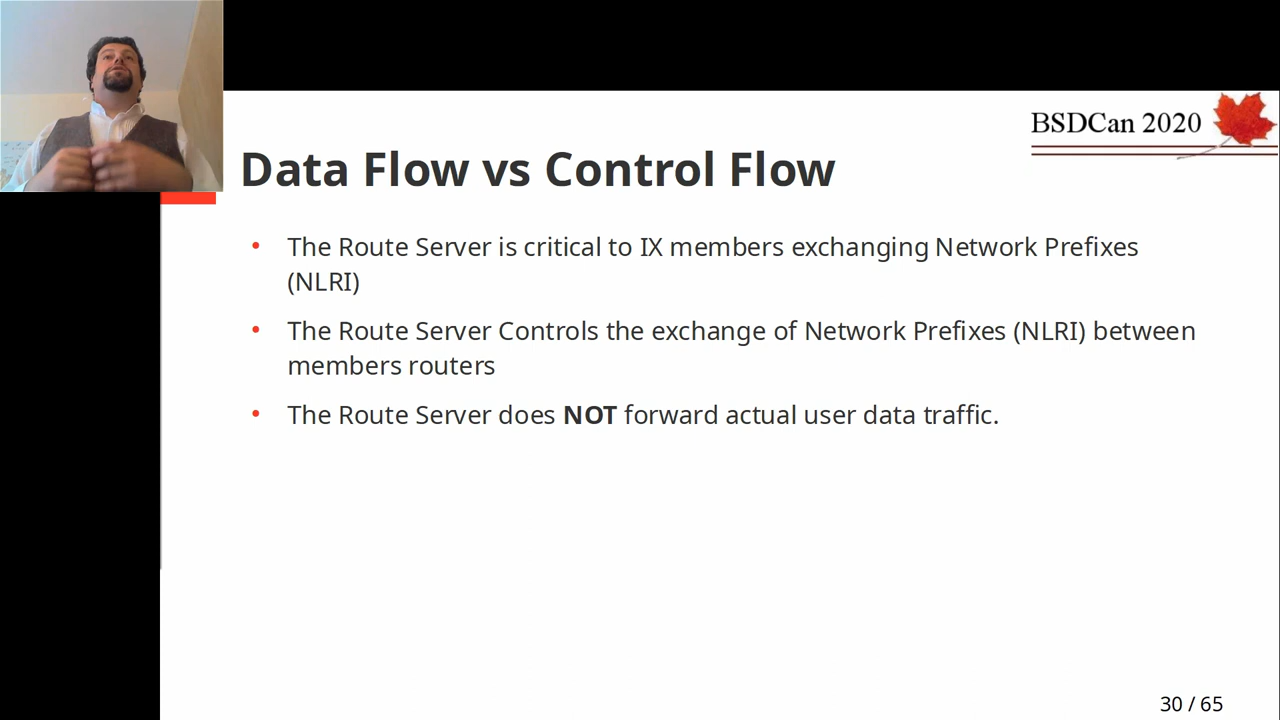 BSDCan 2020
Data Flow vs Control Flow
• The Route Server is critical to IX members exchanging Network Prefixes
(NLRI)
• The Route Server Controls the exchange of Network Prefixes (NLRI) between
members routers
• The Route Server does NOT forward actual user data traffic.
30 / 65